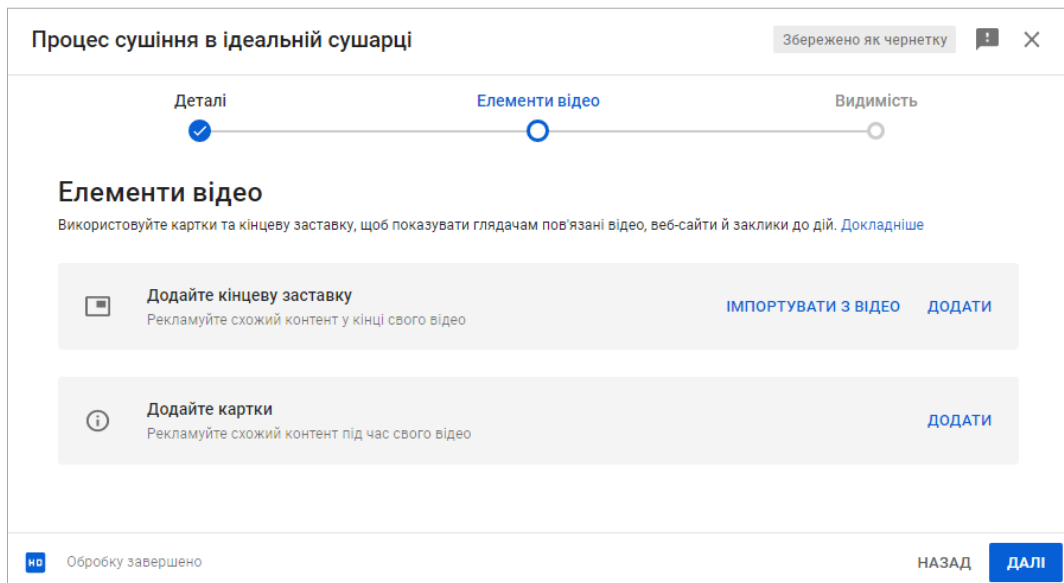 Процес сушіння в ідеальній сушарці
Збережено як чернетку
Деталі
Елементи відео
Видимість
Елементи відео
Використовуйте картки та кінцеву заставку, щоб показувати глядачам пов'язані відео, веб-сайти й заклики до дій. Докладніше
Додайте кінцеву заставку
Рекламуйте схожий контент у кінці свого відео
ІМПОРТУВАТИ З ВІДЕО
ДОДАТИ
Додайте картки
Рекламуйте схожий контент під час свого відео
ДОДАТИ
HD
Обробку завершено
НАЗАД
ДАЛІ